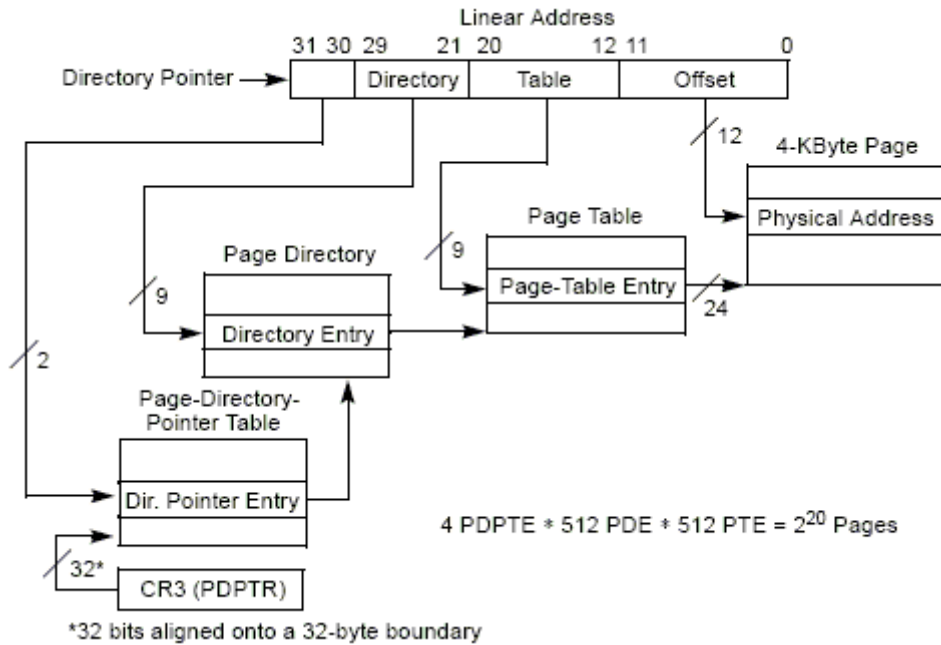 Linear Address
31 30 29 21 20 12 11 0
Directory Pointer
Directory
Table
Offset
12
4-KByte Page
Physical Address
Page Table
9
Page-Table Entry
24
Page Directory
9
Directory Entry
2
Page-Directory-
Pointer Table
Dir. Pointer Entry
4 PDPTE * 512 PDE * 512 PTE = 2²⁰ Pages
32*
CR3 (PDPTR)
*32 bits aligned onto a 32-byte boundary